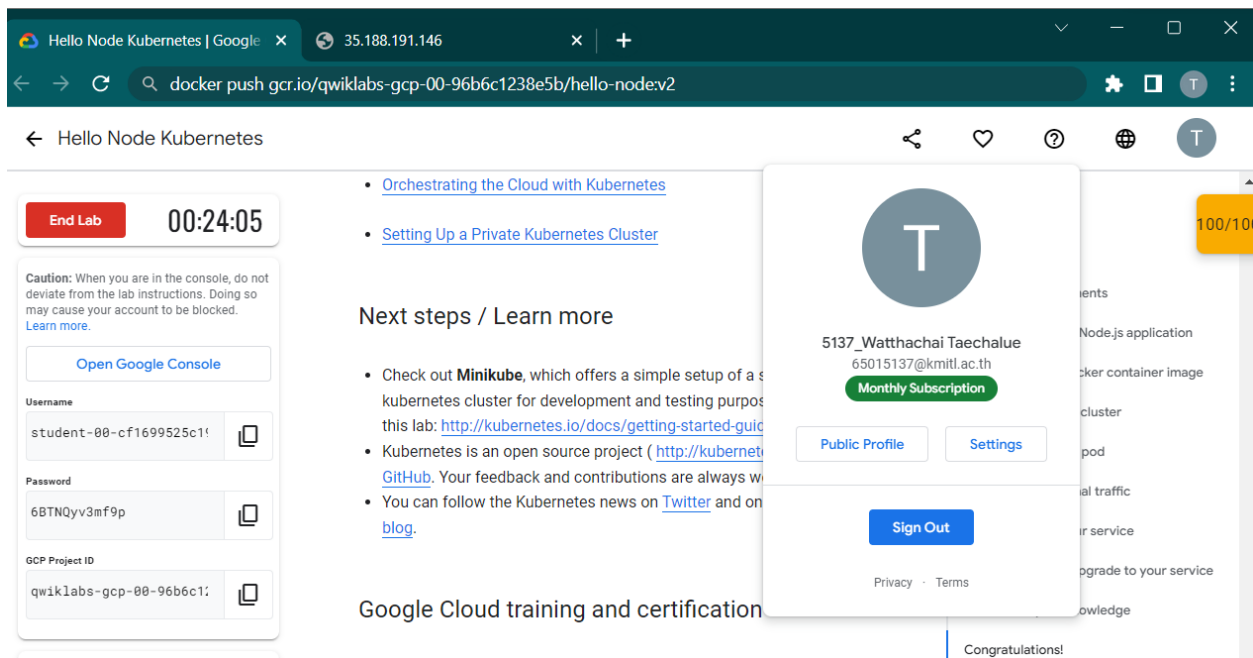 Hello Node Kubernetes | Google
35.188.191.146
docker push gcr.io/qwiklabs-gcp-00-96b6c1238e5b/hello-node:v2
T
Hello Node Kubernetes
T
End Lab
00:24:05
Caution: When you are in the console, do not
deviate from the lab instructions. Doing so
may cause your account to be blocked.
Learn more.
Open Google Console
Username
student-00-cf1699525c19
Password
6BTNQyv3mf9p
GCP Project ID
qwiklabs-gcp-00-96b6c12
Orchestrating the Cloud with Kubernetes
Setting Up a Private Kubernetes Cluster
Next steps / Learn more
Check out Minikube, which offers a simple setup of a s
kubernetes cluster for development and testing purpos
this lab: http://kubernetes.io/docs/getting-started-guid
Kubernetes is an open source project ( http://kubernet
GitHub. Your feedback and contributions are always w
You can follow the Kubernetes news on Twitter and on
blog.
Google Cloud training and certification
T
5137_Watthachai Taechalue
65015137@kmitl.ac.th
Monthly Subscription
Public Profile
Settings
Sign Out
Privacy · Terms
100/100
ents
Node.js application
cker container image
cluster
pod
al traffic
r service
pgrade to your service
owledge
Congratulations!